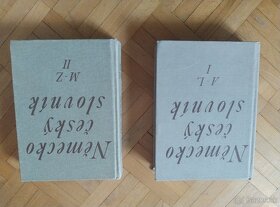 Německo
český
slovník
M-Z
II
Německo
český
slovník
A-L
I